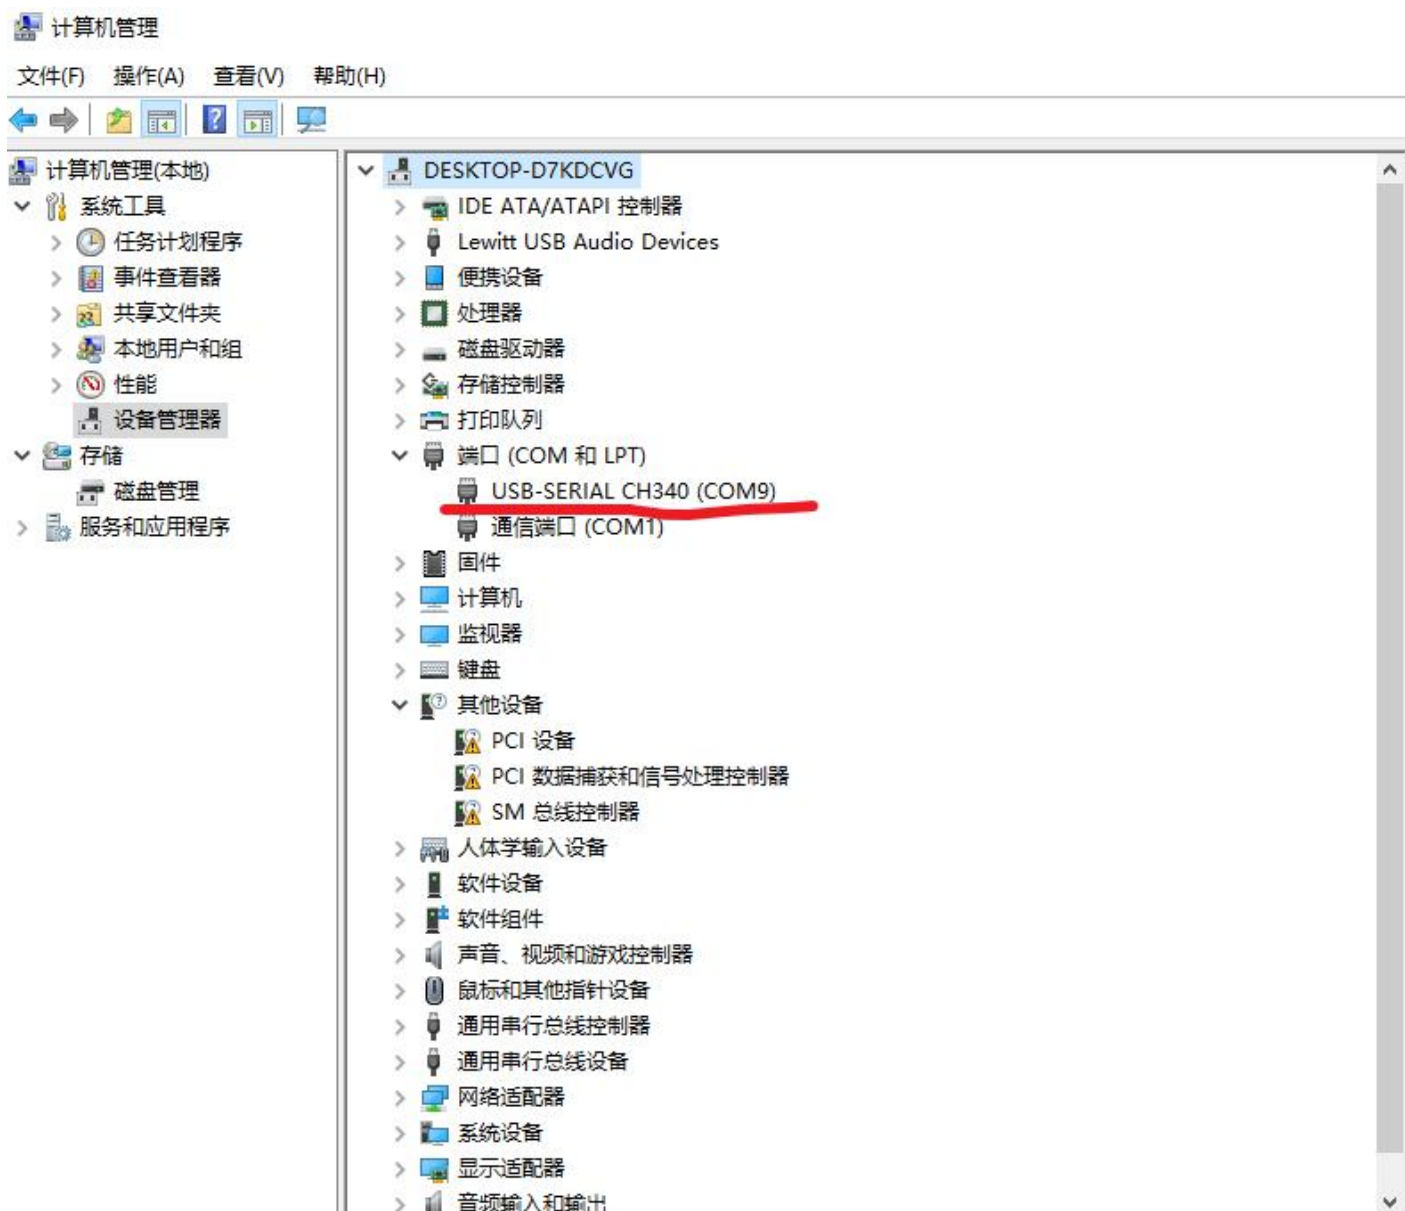 计算机管理
文件(F) 操作(A) 查看(V) 帮助(H)
计算机管理(本地)
系统工具
任务计划程序
事件查看器
共享文件夹
本地用户和组
性能
设备管理器
存储
磁盘管理
服务和应用程序
DESKTOP-D7KDCVG
IDE ATA/ATAPI 控制器
Lewitt USB Audio Devices
便携设备
处理器
磁盘驱动器
存储控制器
打印队列
端口 (COM 和 LPT)
USB-SERIAL CH340 (COM9)
通信端口 (COM1)
固件
计算机
监视器
键盘
其他设备
PCI 设备
PCI 数据捕获和信号处理控制器
SM 总线控制器
人体学输入设备
软件设备
软件组件
声音、视频和游戏控制器
鼠标和其他指针设备
通用串行总线控制器
通用串行总线设备
网络适配器
系统设备
显示适配器
音频输入和输出